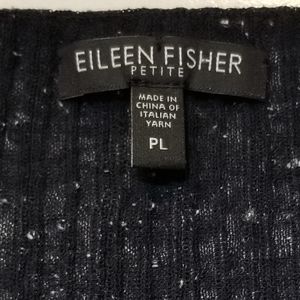 EILEEN FISHER
PETITE
MADE IN
CHINA OF
ITALIAN
YARN
PL